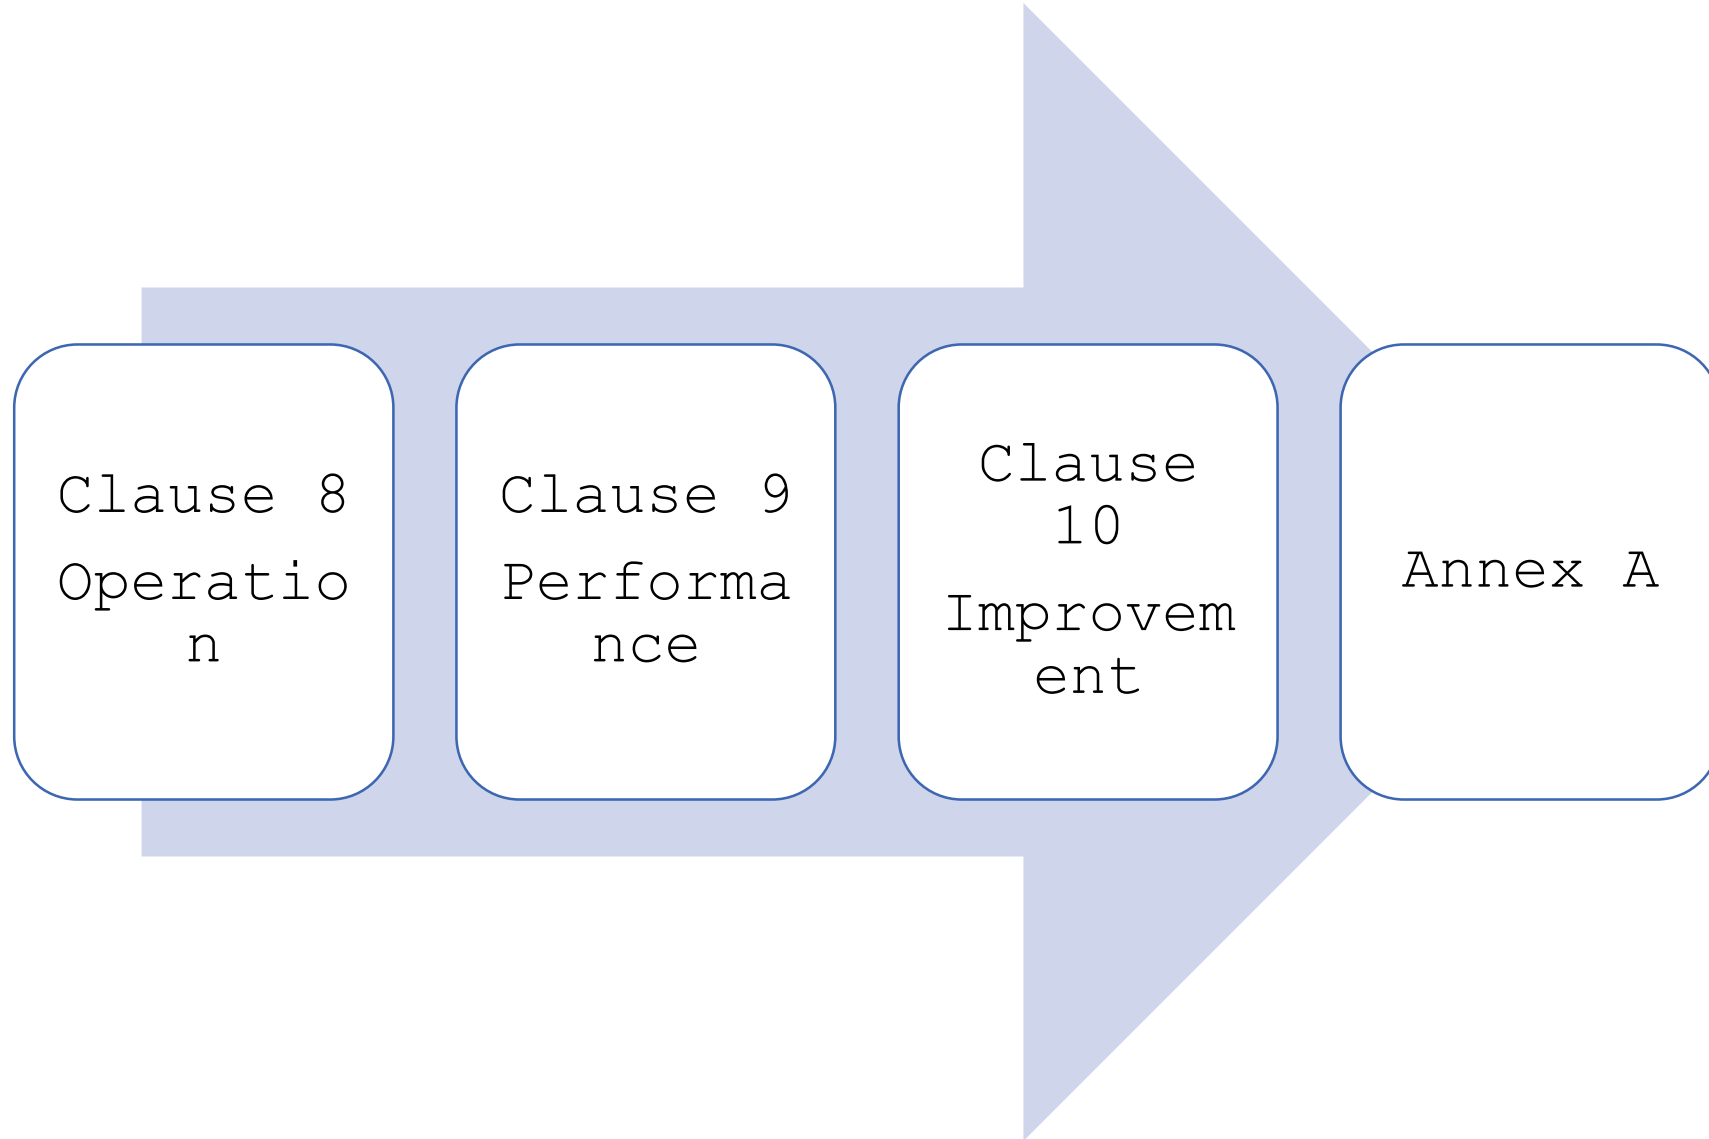 Clause 8
Operatio
n
Clause 9
Performa
nce
Clause
10
Improvem
ent
Annex A